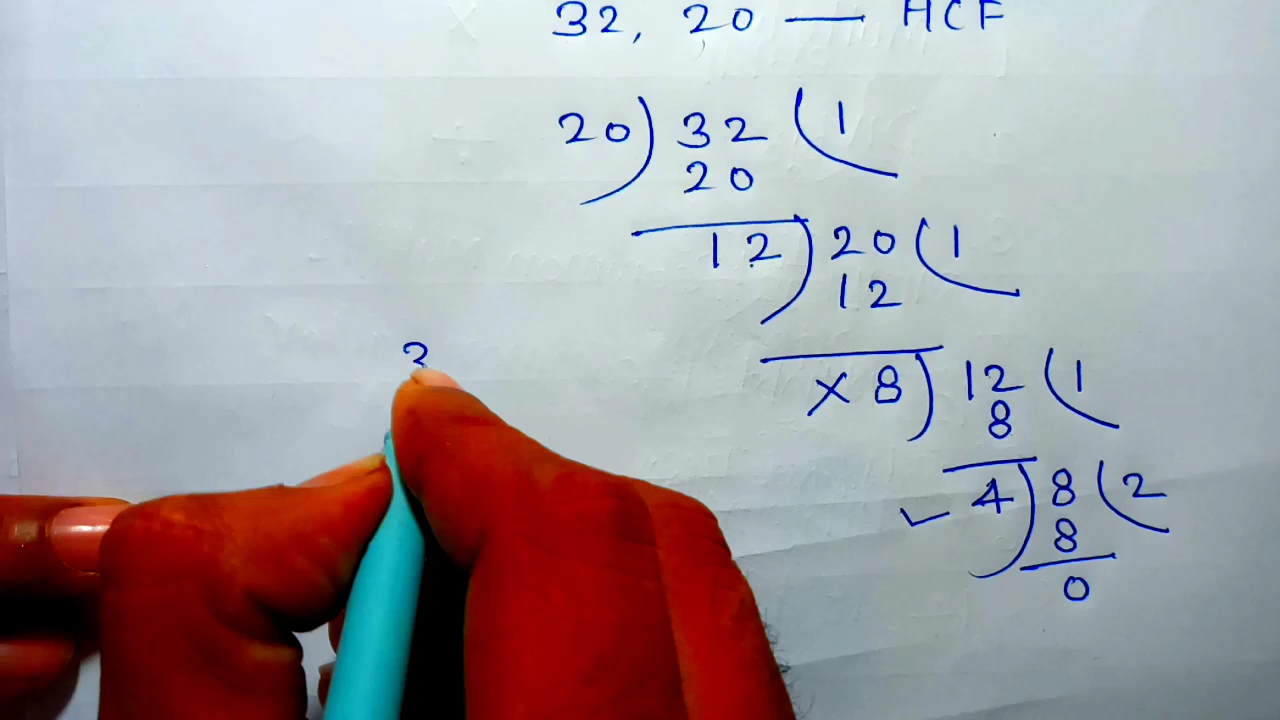 32, 20 — HCF
20) 32 (1
20
12) 20 (1
12
× 8) 12 (1
8
✓ 4) 8 (2
8
0